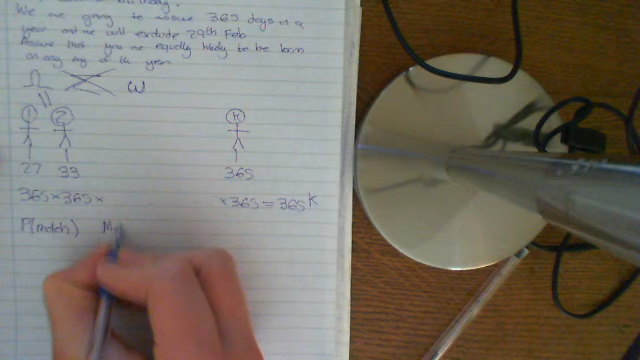 We are going to assume 365 days in a
year and we will exclude 29th Feb
Assume that you are equally likely to be born
on any day of the year
Ω ω
1 2 K
27 33 365
365×365× ×365=365^K
P(match) Ma